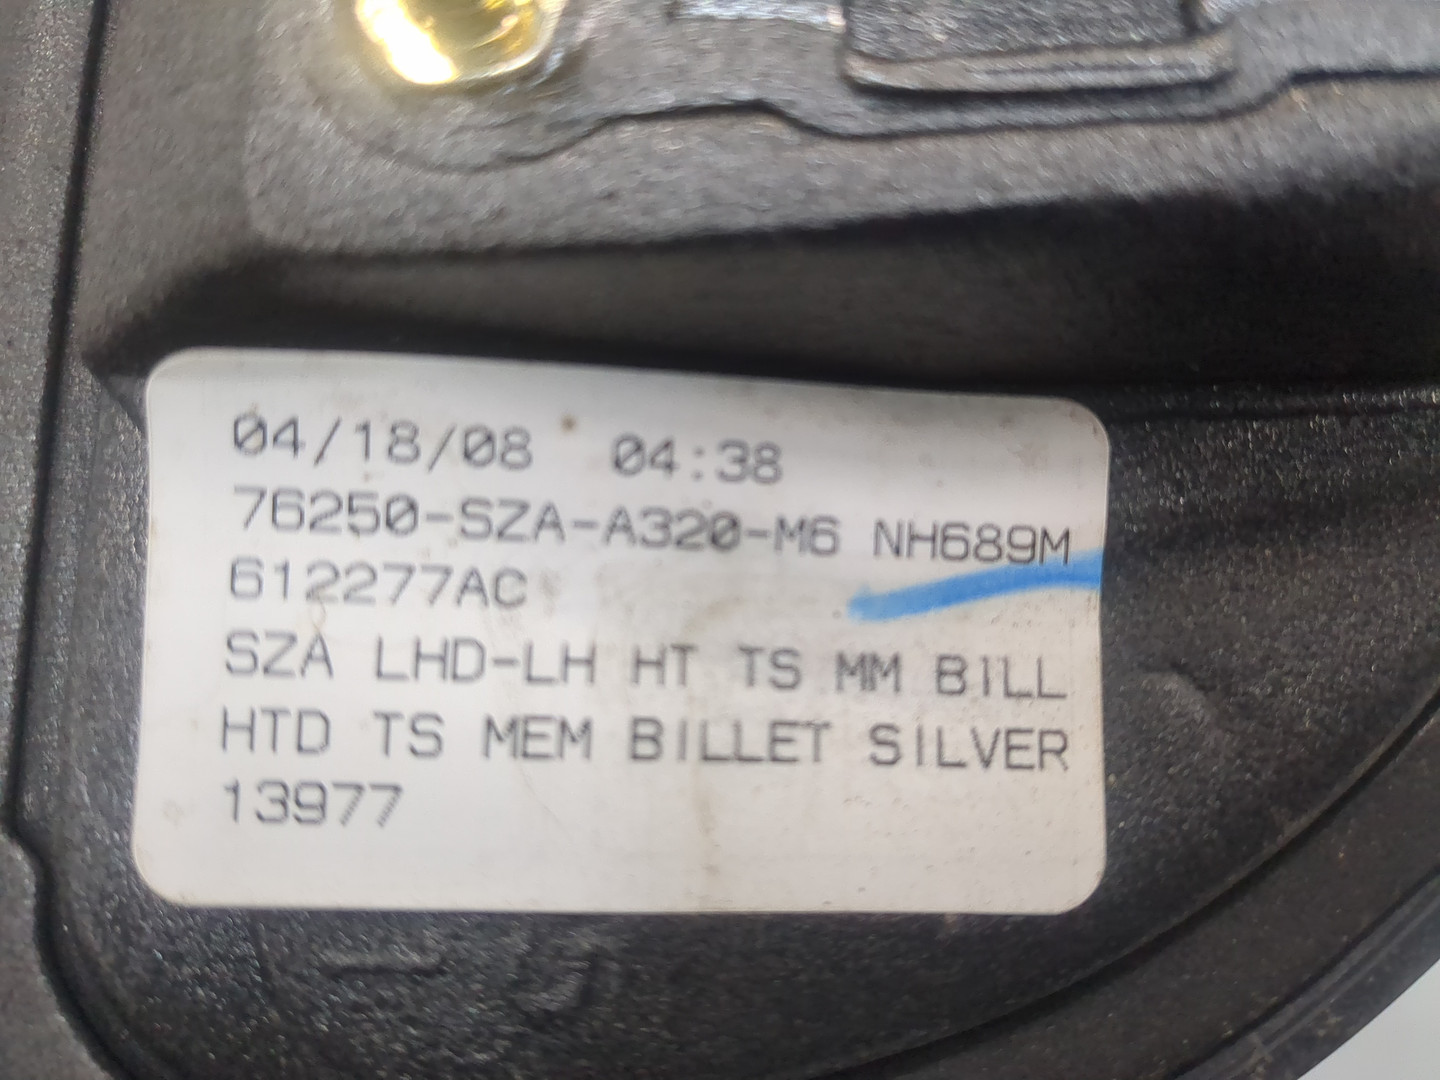 04/18/08 04:38
76250-SZA-A320-M6 NH689M
612277AC
SZA LHD-LH HT TS MM BILL
HTD TS MEM BILLET SILVER
13977